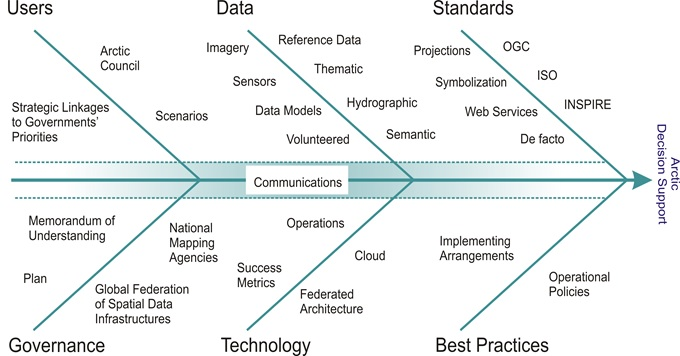 Users
Data
Standards
Arctic
Council
Strategic Linkages
to Governments'
Priorities
Scenarios
Imagery
Reference Data
Sensors
Thematic
Data Models
Hydrographic
Volunteered
Semantic
Projections
OGC
Symbolization
ISO
Web Services
INSPIRE
De facto
Communications
Arctic
Decision Support
Memorandum of
Understanding
National
Mapping
Agencies
Plan
Global Federation
of Spatial Data
Infrastructures
Operations
Cloud
Success
Metrics
Federated
Architecture
Implementing
Arrangements
Operational
Policies
Governance
Technology
Best Practices